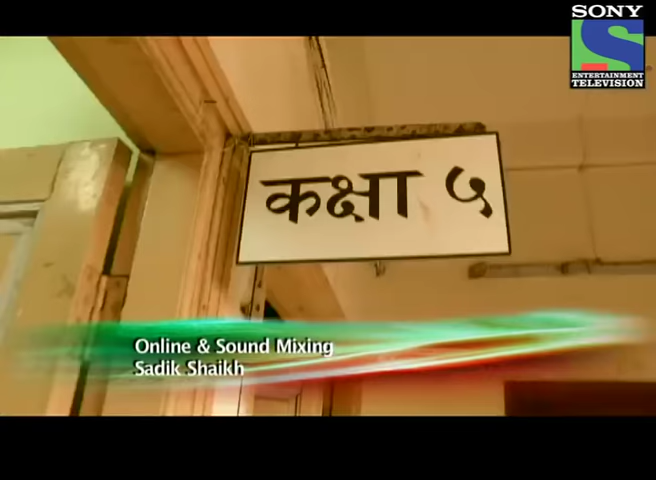 SONY
ENTERTAINMENT
TELEVISION
कक्षा ५
Online & Sound Mixing
Sadik Shaikh